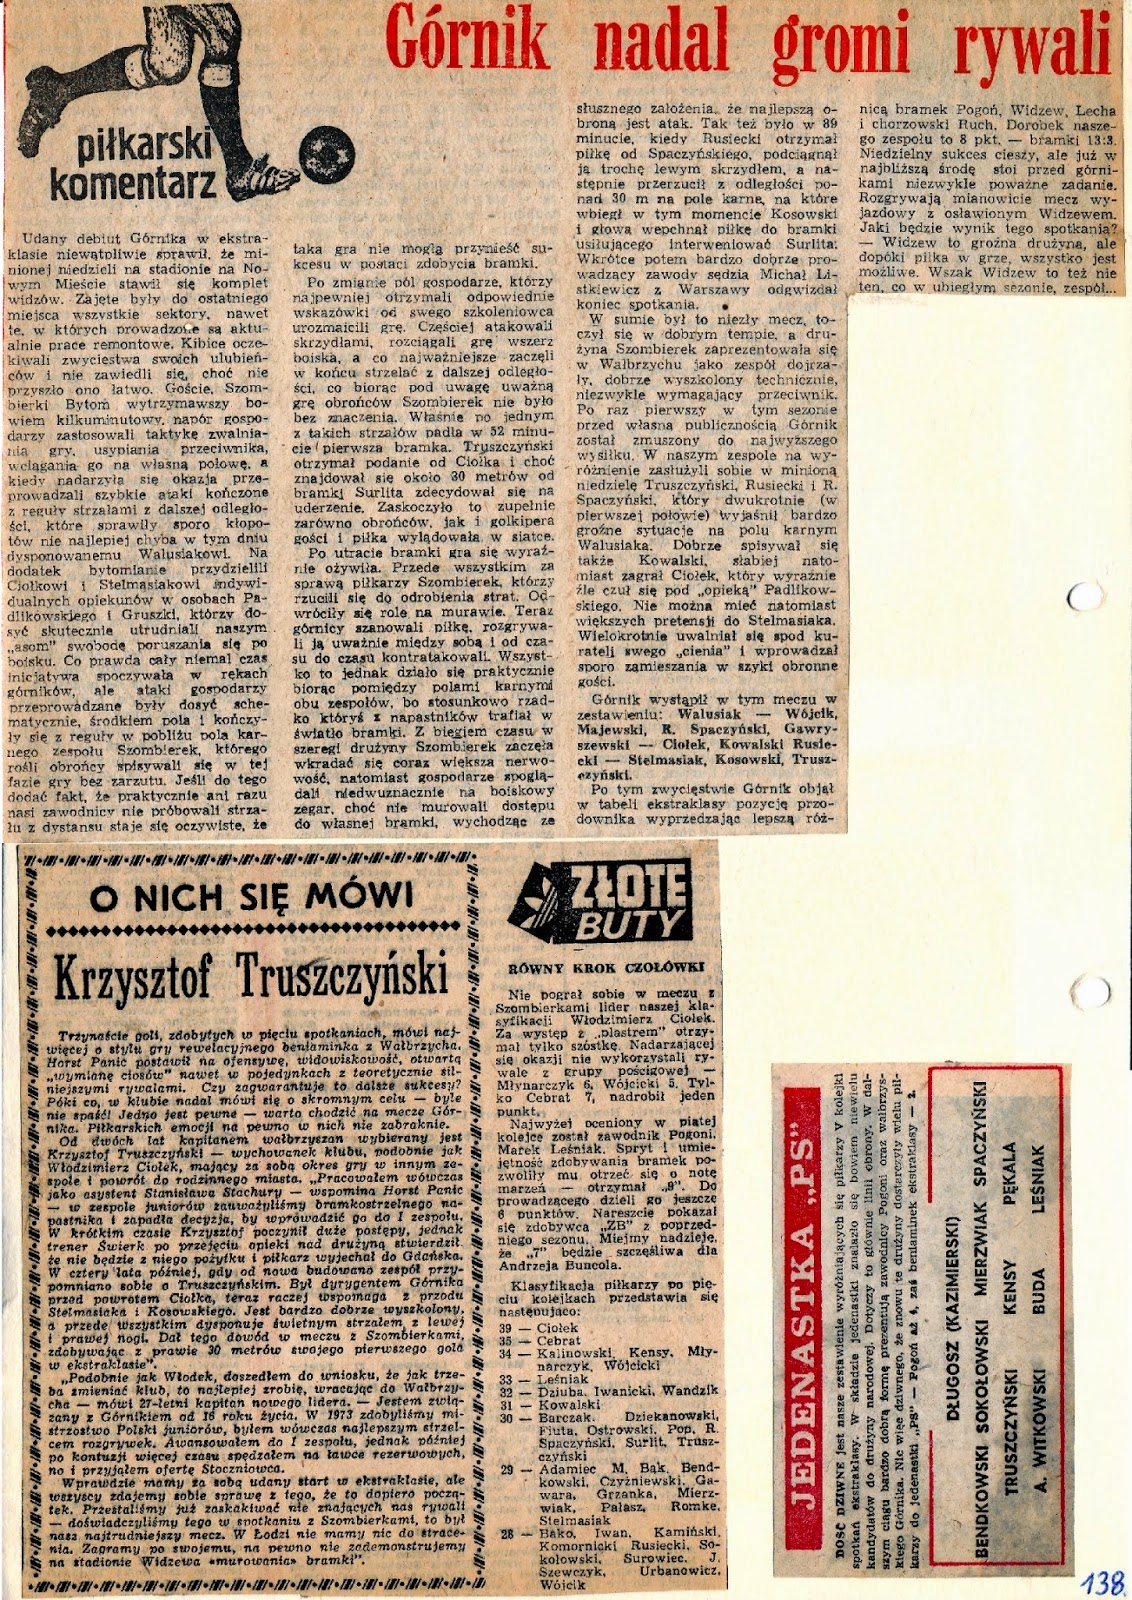 Górnik nadal gromi rywali
piłkarski
komentarz
Udany debiut Górnika w ekstra-
klasie niewątpliwie sprawił, że mi-
nionej niedzieli na stadionie na No-
wym Mieście stawił się komplet
widzów. Zajęte były do ostatniego
miejsca wszystkie sektory, nawet
te, w których prowadzone są aktu-
alnie prace remontowe. Kibice ocze-
kiwali zwycięstwa swoich ulubień-
ców i nie zawiedli się, choć nie
przyszło ono łatwo. Goście, Szom-
bierki Bytom wytrzymawszy bo-
wiem kilkuminutowy, napór gospo-
darzy zastosowali taktykę zwalnia-
nia gry, usypiania przeciwnika,
wciągania go na własną połowę, a
kiedy nadarzyła się okazja prze-
prowadzali szybkie ataki kończone
z reguły strzałami z dalszej odległo-
ści, które sprawiły sporo kłopo-
tów nie najlepiej chyba w tym dniu
dysponowanemu Walusiakowi. Na
dodatek bytomianie przydzielili
Ciołkowi i Stelmasiakowi indywi-
dualnych opiekunów w osobach Pa-
dlikowskiego i Gruszki, którzy do-
syć skutecznie utrudniali naszym
„asom" swobodę poruszania się po
boisku. Co prawda cały niemal czas
inicjatywa spoczywała w rękach
górników, ale ataki gospodarzy
przeprowadzane były dosyć sche-
matycznie, środkiem pola i kończy-
ły się z reguły w pobliżu pola kar-
nego zespołu Szombierek, którego
rośli obrońcy spisywali się w tej
fazie gry bez zarzutu. Jeśli do tego
dodać fakt, że praktycznie ani razu
nasi zawodnicy nie próbowali strza-
łu z dystansu staje się oczywiste, że
taka gra nie mogła przynieść su-
kcesu w postaci zdobycia bramki.
Po zmianie pól gospodarze, którzy
najpewniej otrzymali odpowiednie
wskazówki od swego szkoleniowca
urozmaicili grę. Częściej atakowali
skrzydłami, rozciągali grę wszerz
boiska, a co najważniejsze zaczęli
w końcu strzelać z dalszej odległo-
ści, co biorąc pod uwagę uważną
grę obrońców Szombierek nie było
bez znaczenia. Właśnie po jednym
z takich strzałów padła w 52 minu-
cie pierwsza bramka. Truszczyński
otrzymał podanie od Ciołka i choć
znajdował się około 30 metrów od
bramki Surlita zdecydował się na
uderzenie. Zaskoczyło to zupełnie
zarówno obrońców, jak i golkipera
gości i piłka wylądowała w siatce.
Po utracie bramki gra się wyraź-
nie ożywiła. Przede wszystkim za
sprawą piłkarzy Szombierek, którzy
rzucili się do odrobienia strat. Od-
wróciły się role na murawie. Teraz
górnicy szanowali piłkę, rozgrywa-
li ją uważnie między sobą i od cza-
su do czasu kontratakowali. Wszyst-
ko to jednak działo się praktycznie
biorąc pomiędzy polami karnymi
obu zespołów, bo stosunkowo rzad-
ko któryś z napastników trafiał w
światło bramki. Z biegiem czasu w
szeregi drużyny Szombierek zaczęła
wkradać się coraz większa nerwo-
wość, natomiast gospodarze spoglą-
dali niedwuznacznie na boiskowy
zegar, choć nie murowali dostępu
do własnej bramki, wychodząc ze
słusznego założenia, że najlepszą o-
broną jest atak. Tak też było w 89
minucie, kiedy Rusiecki otrzymał
piłkę od Spaczyńskiego, podciągnął
ją trochę lewym skrzydłem, a na-
stępnie przerzucił z odległości po-
nad 30 m na pole karne, na które
wbiegł w tym momencie Kosowski
i głową wepchnął piłkę do bramki
usiłującego interweniować Surlita.
Wkrótce potem bardzo dobrze pro-
wadzący zawody sędzia Michał Li-
stkiewicz z Warszawy odgwizdał
koniec spotkania.
W sumie był to niezły mecz, to-
czył się w dobrym tempie, a dru-
żyna Szombierek zaprezentowała się
w Wałbrzychu jako zespół dojrza-
ły, dobrze wyszkolony technicznie,
niezwykle wymagający przeciwnik.
Po raz pierwszy w tym sezonie
przed własną publicznością Górnik
został zmuszony do najwyższego
wysiłku. W naszym zespole na wy-
różnienie zasłużyli sobie w minioną
niedzielę Truszczyński, Rusiecki i R.
Spaczyński, który dwukrotnie (w
pierwszej połowie) wyjaśnił bardzo
groźne sytuacje na polu karnym
Walusiaka. Dobrze spisywał się
także Kowalski, słabiej nato-
miast zagrał Ciołek, który wyraźnie
źle czuł się pod „opieką" Padlikow-
skiego. Nie można mieć natomiast
większych pretensji do Stelmasiaka.
Wielokrotnie uwalniał się spod ku-
rateli swego „cienia" i wprowadzał
sporo zamieszania w szyki obronne
gości.
Górnik wystąpił w tym meczu w
zestawieniu: Walusiak — Wójcik,
Majewski, R. Spaczyński, Gawry-
szewski — Ciołek, Kowalski Rusie-
cki — Stelmasiak, Kosowski, Trusz-
czyński.
Po tym zwycięstwie Górnik objął
w tabeli ekstraklasy pozycję przo-
downika wyprzedzając lepszą róż-
nicą bramek Pogoń, Widzew, Lecha
i chorzowski Ruch. Dorobek nasze-
go zespołu to 8 pkt. — bramki 13:3.
Niedzielny sukces cieszy, ale już w
najbliższą środę stoi przed górni-
kami niezwykle poważne zadanie.
Rozgrywają mianowicie mecz wy-
jazdowy z osławionym Widzewem.
Jaki będzie wynik tego spotkania?
— Widzew to groźna drużyna, ale
dopóki piłka w grze, wszystko jest
możliwe. Wszak Widzew to też nie
ten, co w ubiegłym sezonie, zespół...
O NICH SIĘ MÓWI
Krzysztof Truszczyński
Trzynaście goli, zdobytych w pięciu spotkaniach, mówi naj-
więcej o stylu gry rewelacyjnego beniaminka z Wałbrzycha.
Horst Panic postawił na ofensywę, widowiskowość, otwartą
„wymianę ciosów" nawet w pojedynkach z teoretycznie sil-
niejszymi rywalami. Czy zagwarantuje to dalsze sukcesy?
Póki co, w klubie nadal mówi się o skromnym celu — byle
nie spaść! Jedno jest pewne — warto chodzić na mecze Gór-
nika. Piłkarskich emocji na pewno w nich nie zabraknie.
Od dwóch lat kapitanem wałbrzyszan wybierany jest
Krzysztof Truszczyński — wychowanek klubu, podobnie jak
Włodzimierz Ciołek, mający za sobą okres gry w innym ze-
spole i powrót do rodzinnego miasta. „Pracowałem wówczas
jako asystent Stanisława Stachury — wspomina Horst Panic
— w zespole juniorów zauważyliśmy bramkostrzelnego na-
pastnika i zapadła decyzja, by wprowadzić go do I zespołu.
W krótkim czasie Krzysztof poczynił duże postępy, jednak
trener Świerk po przejęciu opieki nad drużyną stwierdził.
że nie będzie z niego pożytku i piłkarz wyjechał do Gdańska.
W cztery lata później, gdy od nowa budowano zespół przy-
pomniano sobie o Truszczyńskim. Był dyrygentem Górnika
przed powrotem Ciołka, teraz raczej wspomaga z przodu
Stelmasiaka i Kosowskiego. Jest bardzo dobrze wyszkolony,
a przede wszystkim dysponuje świetnym strzałem z lewej
i prawej nogi. Dał tego dowód w meczu z Szombierkami,
zdobywając z prawie 30 metrów swojego pierwszego gola
w ekstraklasie".
„Podobnie jak Włodek, doszedłem do wniosku, że jak trze-
ba zmieniać klub, to najlepiej zrobię, wracając do Wałbrzy-
cha — mówi 27-letni kapitan nowego lidera. — Jestem zwią-
zany z Górnikiem od 16 roku życia. W 1973 zdobyliśmy mi-
strzostwo Polski juniorów, byłem wówczas najlepszym strzel-
cem rozgrywek. Awansowałem do I zespołu, jednak później
po kontuzji więcej czasu spędzałem na ławce rezerwowych,
no i przyjąłem ofertę Stoczniowca.
Wprawdzie mamy za sobą udany start w ekstraklasie, ale
wszyscy zdajemy sobie sprawę z tego, że to dopiero począ-
tek. Przestaliśmy już zaskakiwać nie znających nas rywali
— doświadczyliśmy tego w spotkaniu z Szombierkami, to był
nasz najtrudniejszy mecz. W Łodzi nie mamy nic do strace-
nia. Zagramy po swojemu, na pewno nie zademonstrujemy
na stadionie Widzewa «murowania» bramki".
ZŁOTE
BUTY
RÓWNY KROK CZOŁÓWKI
Nie pograł sobie w meczu z
Szombierkami lider naszej kla-
syfikacji Włodzimierz Ciołek.
Za występ z „plastrem" otrzy-
mał tylko szóstkę. Nadarzającej
się okazji nie wykorzystali ry-
wale z grupy pościgowej —
Młynarczyk 6, Wójcicki 5. Tyl-
ko Cebrat 7, nadrobił jeden
punkt.
Najwyżej oceniony w piątej
kolejce został zawodnik Pogoni,
Marek Leśniak. Spryt i umie-
jętność zdobywania bramek po-
zwoliły mu otrzeć się o notę
marzeń — otrzymał „9". Do
prowadzącego dzieli go jeszcze
6 punktów. Nareszcie pokazał
się zdobywca „ZB" z poprzed-
niego sezonu. Miejmy nadzieję,
że „7" będzie szczęśliwa dla
Andrzeja Buncola.
Klasyfikacja piłkarzy po pię-
ciu kolejkach przedstawia się
następująco:
39 — Ciołek
35 — Cebrat
34 — Kalinowski, Kensy, Mły-
narczyk, Wójcicki
33 — Leśniak
32 — Dziuba, Iwanicki, Wandzik
31 — Kowalski
30 — Barczak, Dziekanowski,
Fiuta, Ostrowski, Pop, R.
Spaczyński, Surlit, Trusz-
czyński
29 — Adamiec M, Bąk, Bend-
kowski, Czyżniewski, Ga-
wara, Grzanka, Mierz-
wiak, Pałasz, Romke,
Stelmasiak
28 — Bako, Iwan, Kamiński,
Komornicki Rusiecki, So-
kołowski, Surowiec, J.
Szewczyk, Urbanowicz,
Wójcik
JEDENASTKA „PS"
DOŚĆ DZIWNE jest nasze zestawienie wyróżniających się piłkarzy V kolejki
spotkań ekstraklasy. W składzie jedenastki znalazło się bowiem niewielu
kandydatów do drużyny narodowej. Dotyczy to głównie linii obrony. W dal-
szym ciągu bardzo dobrą formę prezentują zawodnicy Pogoni oraz wałbrzys-
kiego Górnika. Nic więc dziwnego, że znowu te drużyny dostarczyły wielu pił-
karzy do jedenastki „PS" — Pogoń aż 4, zaś beniaminek ekstraklasy — 2.
DŁUGOSZ (KAZIMIERSKI)
BENDKOWSKI SOKOŁOWSKI MIERZWIAK SPACZYŃSKI
TRUSZCZYŃSKI KENSY PĘKALA
A. WITKOWSKI BUDA LEŚNIAK
138.